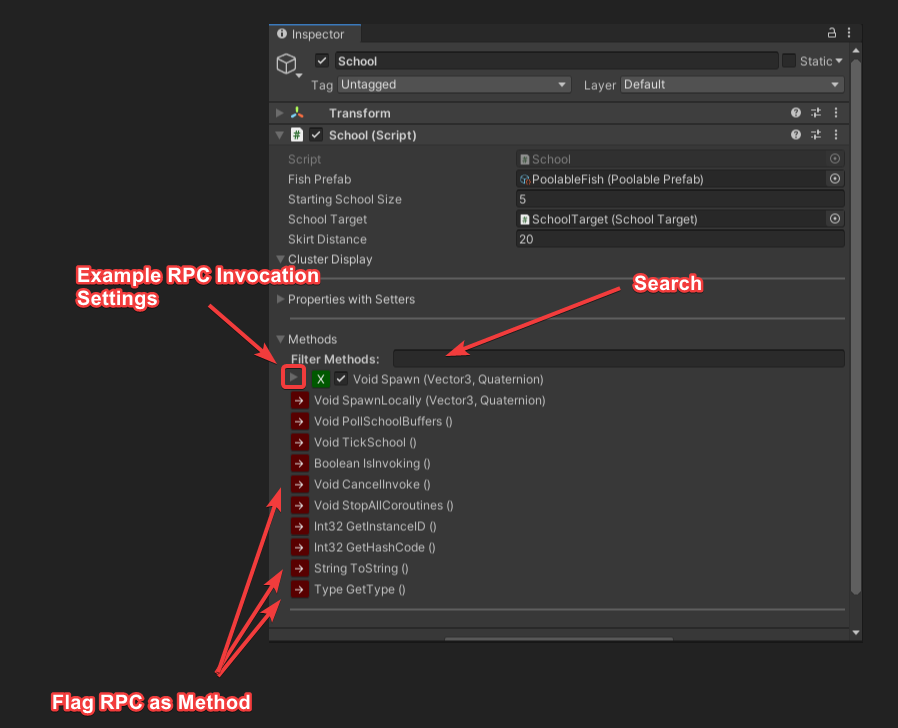 Inspector
School
Static
Tag Untagged
Layer Default
Transform
# School (Script)
Script
# School
Fish Prefab
PoolableFish (Poolable Prefab)
Starting School Size
5
School Target
# SchoolTarget (School Target)
Skirt Distance
20
Cluster Display
Example RPC Invocation
Settings
Search
Properties with Setters
Methods
Filter Methods:
X Void Spawn (Vector3, Quaternion)
Void SpawnLocally (Vector3, Quaternion)
Void PollSchoolBuffers ()
Void TickSchool ()
Boolean IsInvoking ()
Void CancelInvoke ()
Void StopAllCoroutines ()
Int32 GetInstanceID ()
Int32 GetHashCode ()
String ToString ()
Type GetType ()
Flag RPC as Method